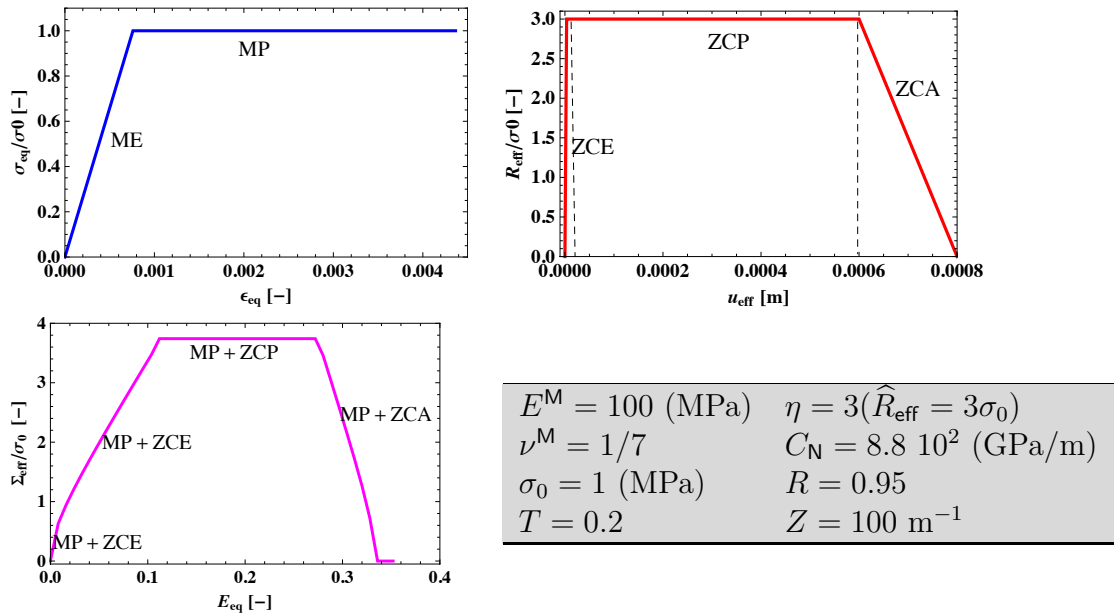 σeq/σ0 [−]
1.0
0.8
0.6
0.4
0.2
0.0
MP
ME
0.000 0.001 0.002 0.003 0.004
ϵeq [−]
Reff/σ0 [−]
3.0
2.5
2.0
1.5
1.0
0.5
0.0
ZCP
ZCA
ZCE
0.0000 0.0002 0.0004 0.0006 0.0008
ueff [m]
Σeff/σ0 [−]
4
3
2
1
0
MP + ZCP
MP + ZCA
MP + ZCE
MP + ZCE
0.0 0.1 0.2 0.3 0.4
Eeq [−]
E^M = 100 (MPa) η = 3(R̂eff = 3σ0)
ν^M = 1/7 CN = 8.8 10² (GPa/m)
σ0 = 1 (MPa) R = 0.95
T = 0.2 Z = 100 m⁻¹